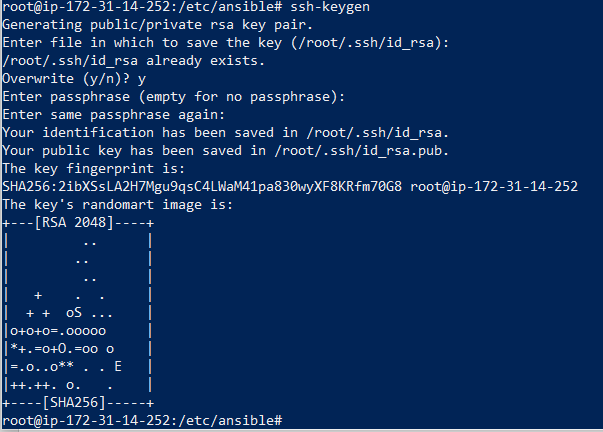 root@ip-172-31-14-252:/etc/ansible# ssh-keygen
Generating public/private rsa key pair.
Enter file in which to save the key (/root/.ssh/id_rsa):
/root/.ssh/id_rsa already exists.
Overwrite (y/n)? y
Enter passphrase (empty for no passphrase):
Enter same passphrase again:
Your identification has been saved in /root/.ssh/id_rsa.
Your public key has been saved in /root/.ssh/id_rsa.pub.
The key fingerprint is:
SHA256:2ibXSsLA2H7Mgu9qsC4LWaM41pa830wyXF8KRfm70G8 root@ip-172-31-14-252
The key's randomart image is:
+---[RSA 2048]----+
|         ..      |
|        ..       |
|         ..      |
|   +    .  .     |
|  + +  oS ...    |
|o+o+o=.ooooo     |
|*+.=o+O.=oo o    |
|=.o..o** . . E   |
|++.++. o.   .    |
+----[SHA256]-----+
root@ip-172-31-14-252:/etc/ansible#